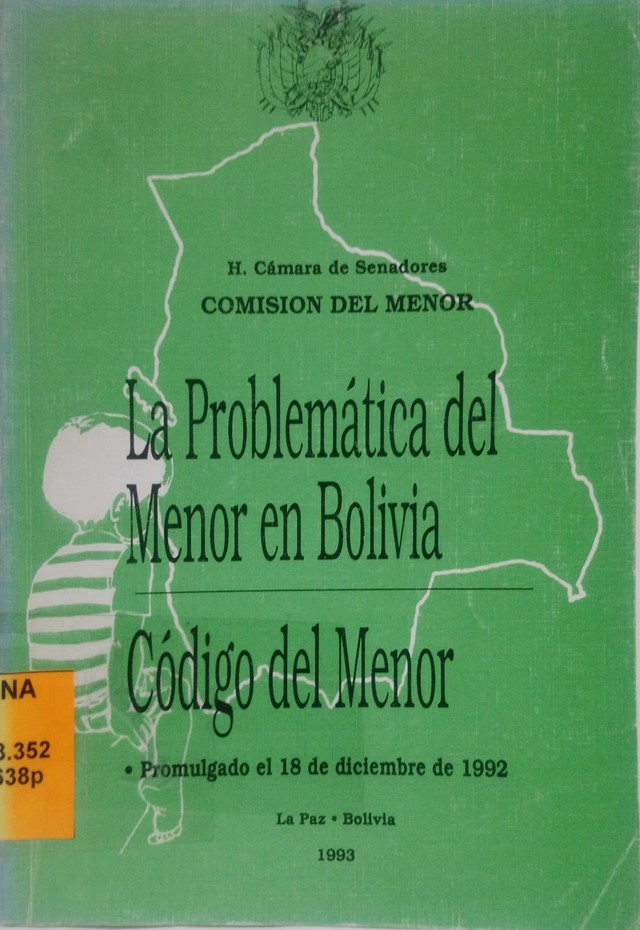 H. Cámara de Senadores
COMISION DEL MENOR
La Problemática del
Menor en Bolivia
Código del Menor
• Promulgado el 18 de diciembre de 1992
La Paz • Bolivia
1993
NA
3.352
638p